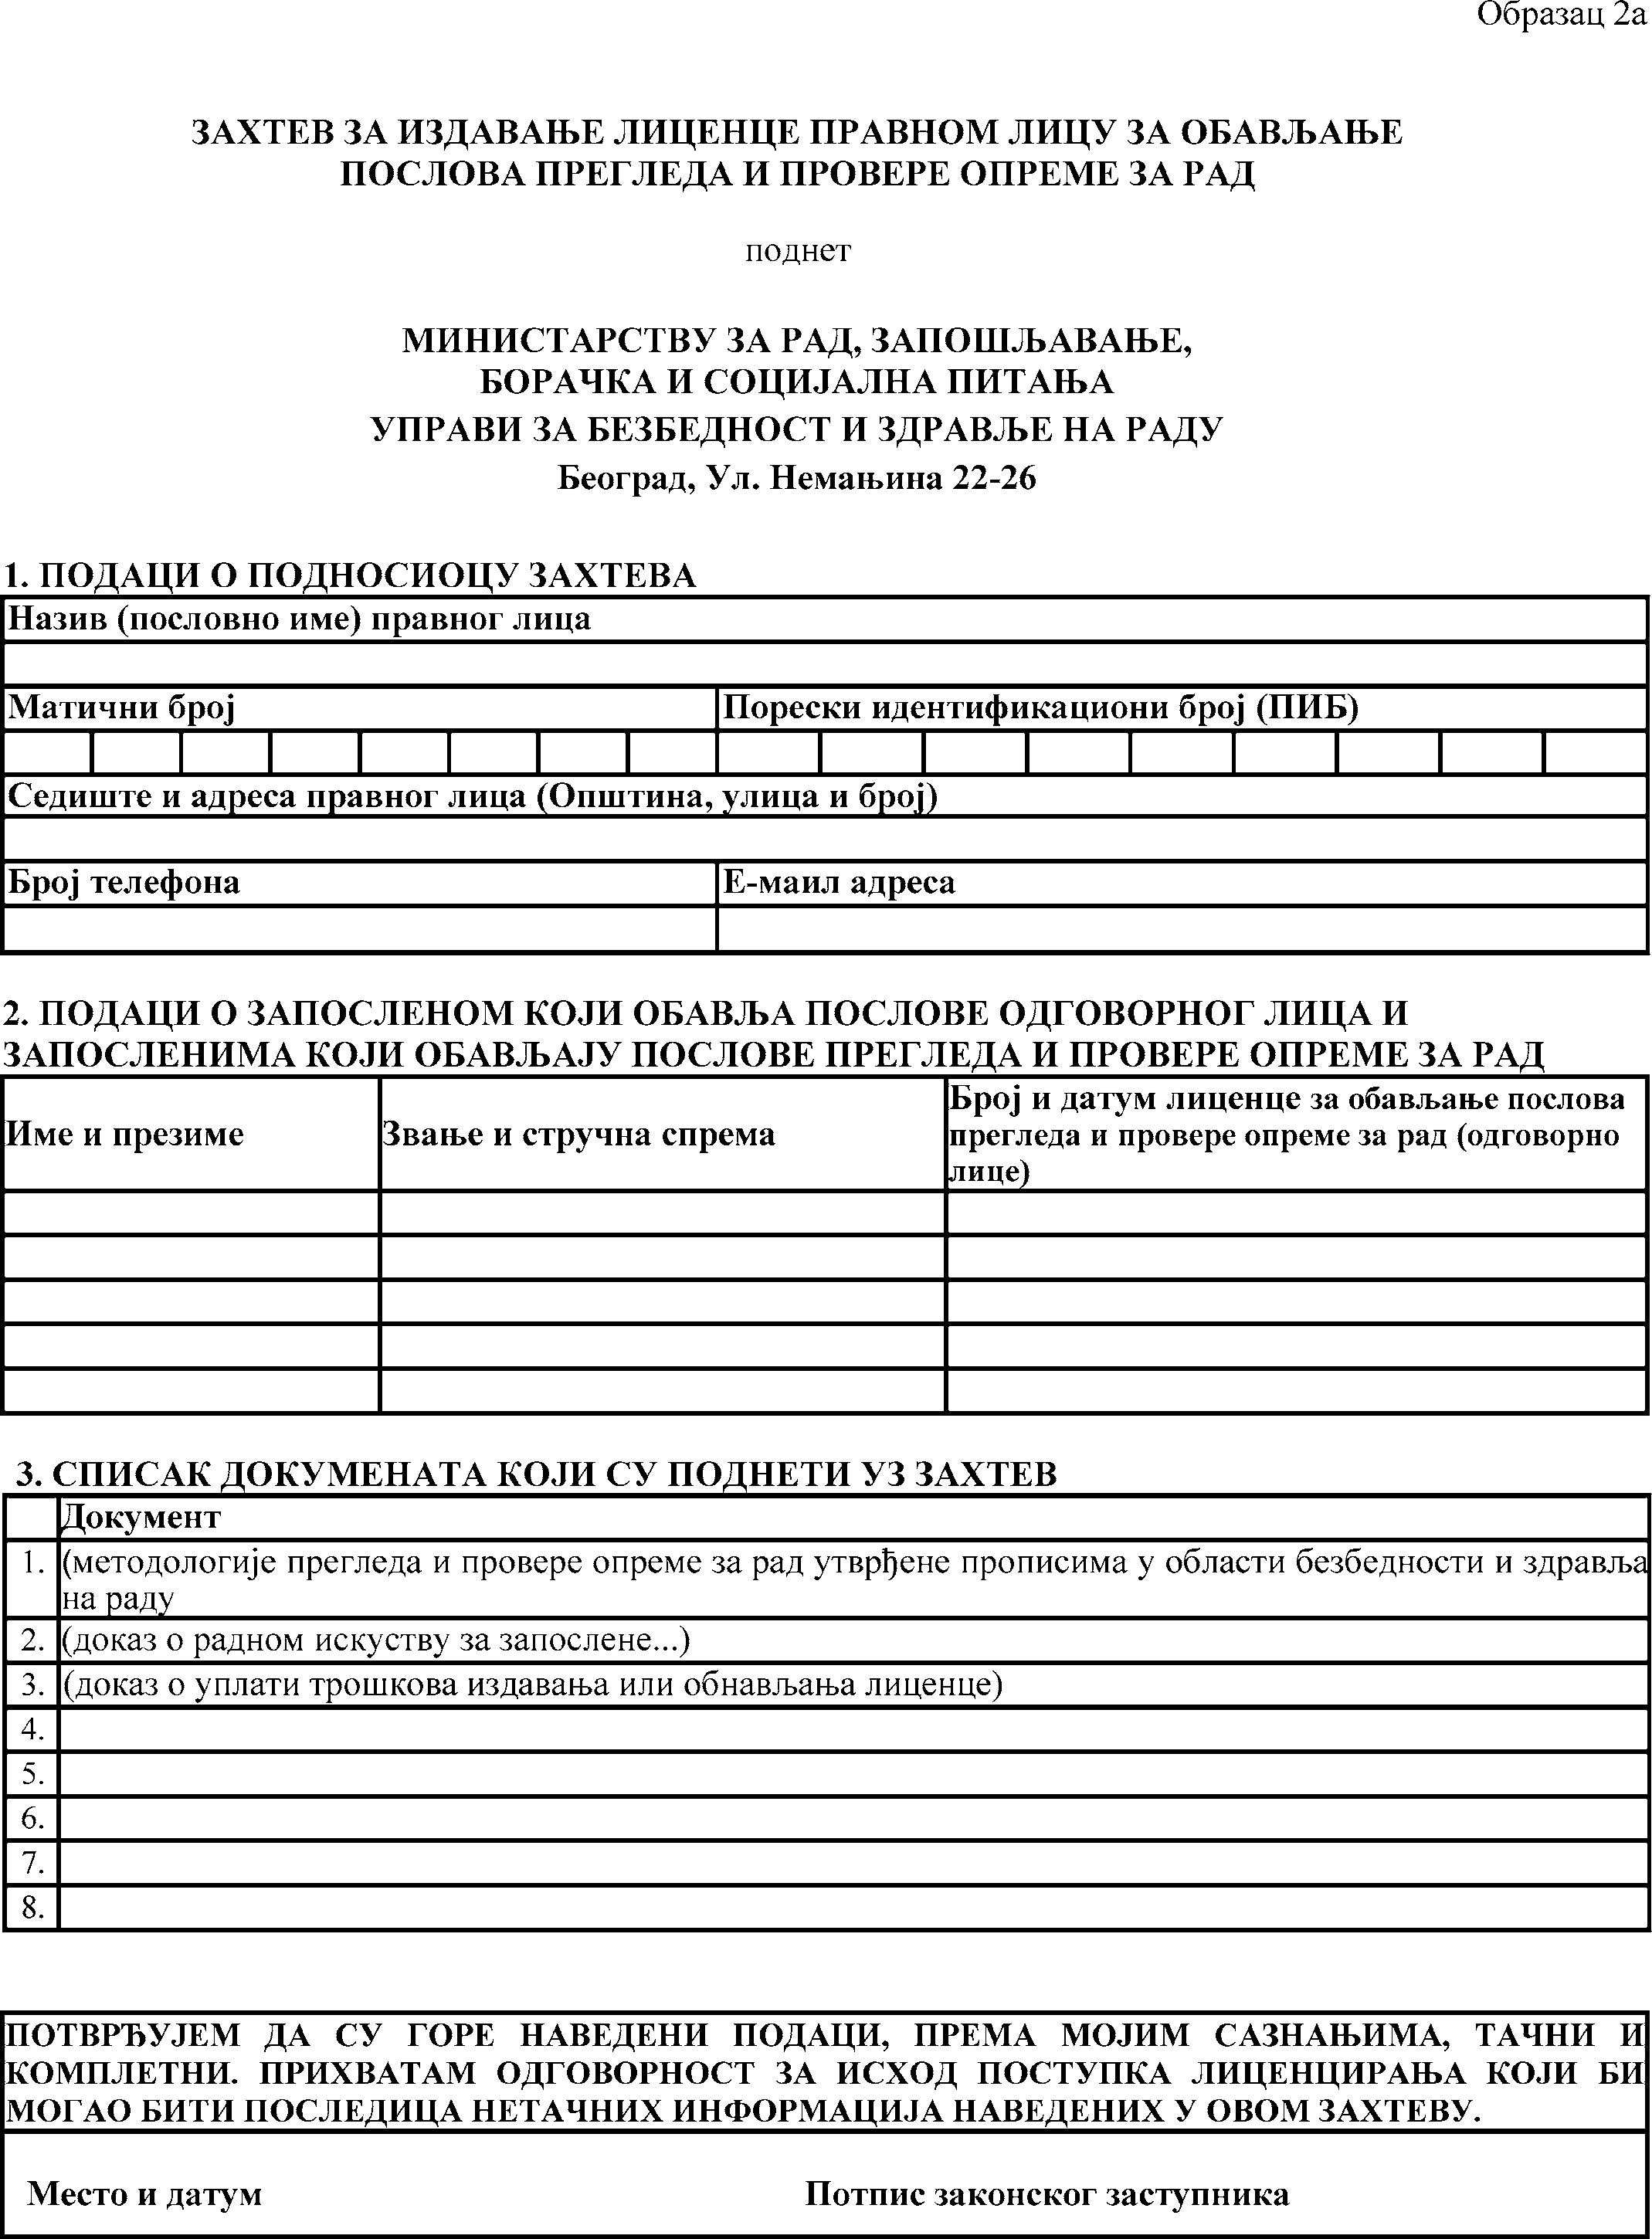 Образац 2а
ЗАХТЕВ ЗА ИЗДАВАЊЕ ЛИЦЕНЦЕ ПРАВНОМ ЛИЦУ ЗА ОБАВЉАЊЕ
ПОСЛОВА ПРЕГЛЕДА И ПРОВЕРЕ ОПРЕМЕ ЗА РАД
поднет
МИНИСТАРСТВУ ЗА РАД, ЗАПОШЉАВАЊЕ,
БОРАЧКА И СОЦИЈАЛНА ПИТАЊА
УПРАВИ ЗА БЕЗБЕДНОСТ И ЗДРАВЉЕ НА РАДУ
Београд, Ул. Немањина 22-26
1. ПОДАЦИ О ПОДНОСИОЦУ ЗАХТЕВА
Назив (пословно име) правног лица
Матични број
Порески идентификациони број (ПИБ)
Седиште и адреса правног лица (Општина, улица и број)
Број телефона
Е-маил адреса
2. ПОДАЦИ О ЗАПОСЛЕНОМ КОЈИ ОБАВЉА ПОСЛОВЕ ОДГОВОРНОГ ЛИЦА И
ЗАПОСЛЕНИМА КОЈИ ОБАВЉАЈУ ПОСЛОВЕ ПРЕГЛЕДА И ПРОВЕРЕ ОПРЕМЕ ЗА РАД
Име и презиме
Звање и стручна спрема
Број и датум лиценце за обављање послова
прегледа и провере опреме за рад (одговорно
лице)
3. СПИСАК ДОКУМЕНАТА КОЈИ СУ ПОДНЕТИ УЗ ЗАХТЕВ
Документ
1. (методологије прегледа и провере опреме за рад утврђене прописима у области безбедности и здравља
на раду
2. (доказ о радном искуству за запослене...)
3. (доказ о уплати трошкова издавања или обнављања лиценце)
4.
5.
6.
7.
8.
ПОТВРЂУЈЕМ ДА СУ ГОРЕ НАВЕДЕНИ ПОДАЦИ, ПРЕМА МОЈИМ САЗНАЊИМА, ТАЧНИ И
КОМПЛЕТНИ. ПРИХВАТАМ ОДГОВОРНОСТ ЗА ИСХОД ПОСТУПКА ЛИЦЕНЦИРАЊА КОЈИ БИ
МОГАО БИТИ ПОСЛЕДИЦА НЕТАЧНИХ ИНФОРМАЦИЈА НАВЕДЕНИХ У ОВОМ ЗАХТЕВУ.
Место и датум
Потпис законског заступника